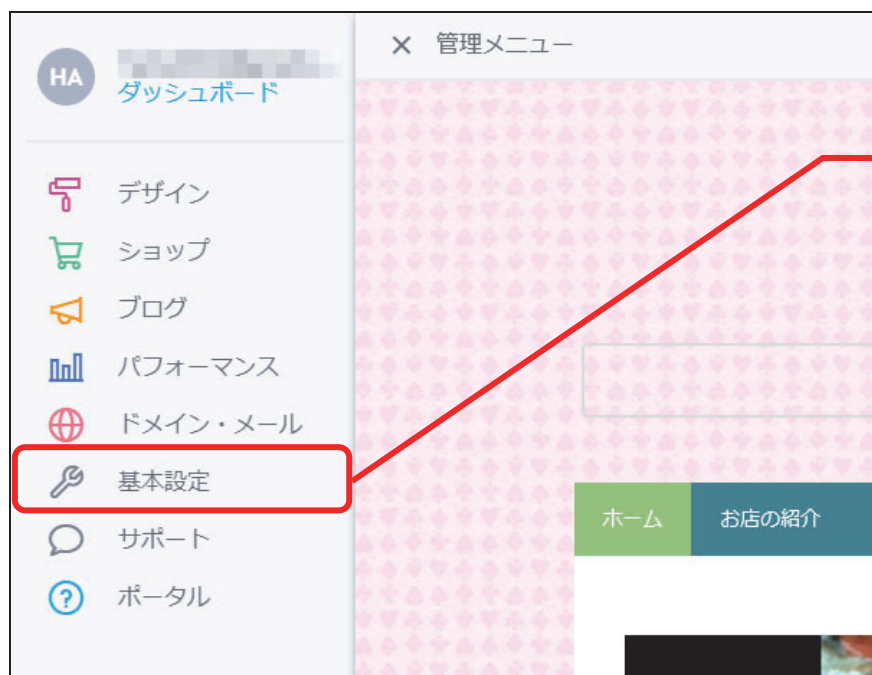 × 管理メニュー
HA
ダッシュボード
デザイン
ショップ
ブログ
パフォーマンス
ドメイン・メール
基本設定
サポート
ポータル
ホーム お店の紹介